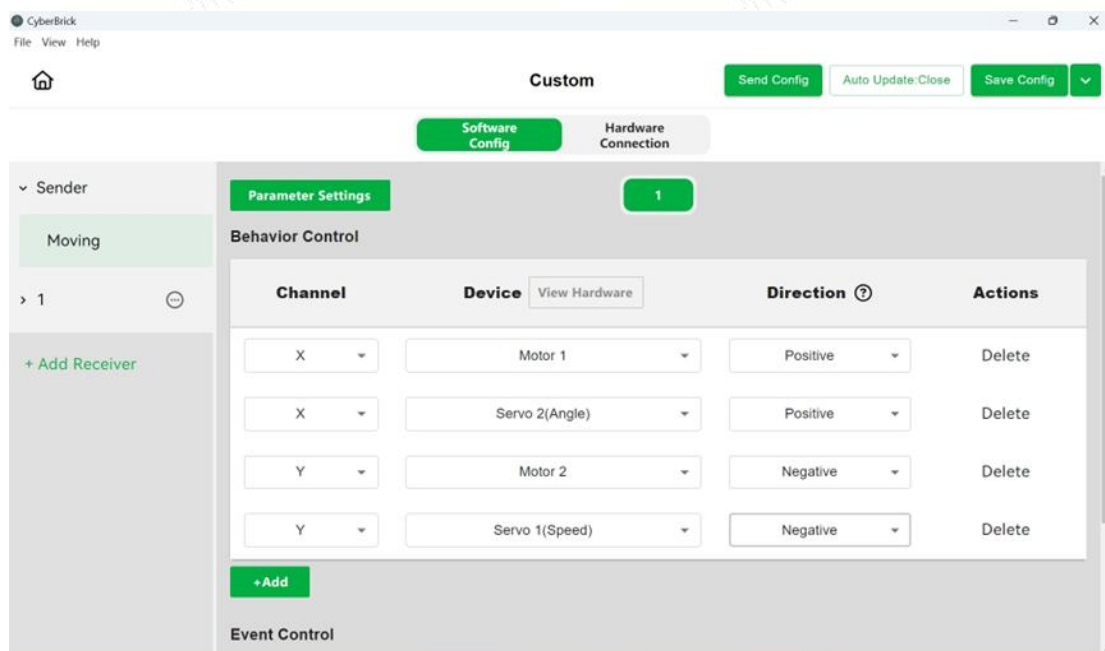 CyberBrick
File View Help
Custom
Send Config
Auto Update:Close
Save Config
Software
Config
Hardware
Connection
Sender
Moving
1
+ Add Receiver
Parameter Settings
1
Behavior Control
Channel Device View Hardware Direction ? Actions
X Motor 1 Positive Delete
X Servo 2(Angle) Positive Delete
Y Motor 2 Negative Delete
Y Servo 1(Speed) Negative Delete
+Add
Event Control